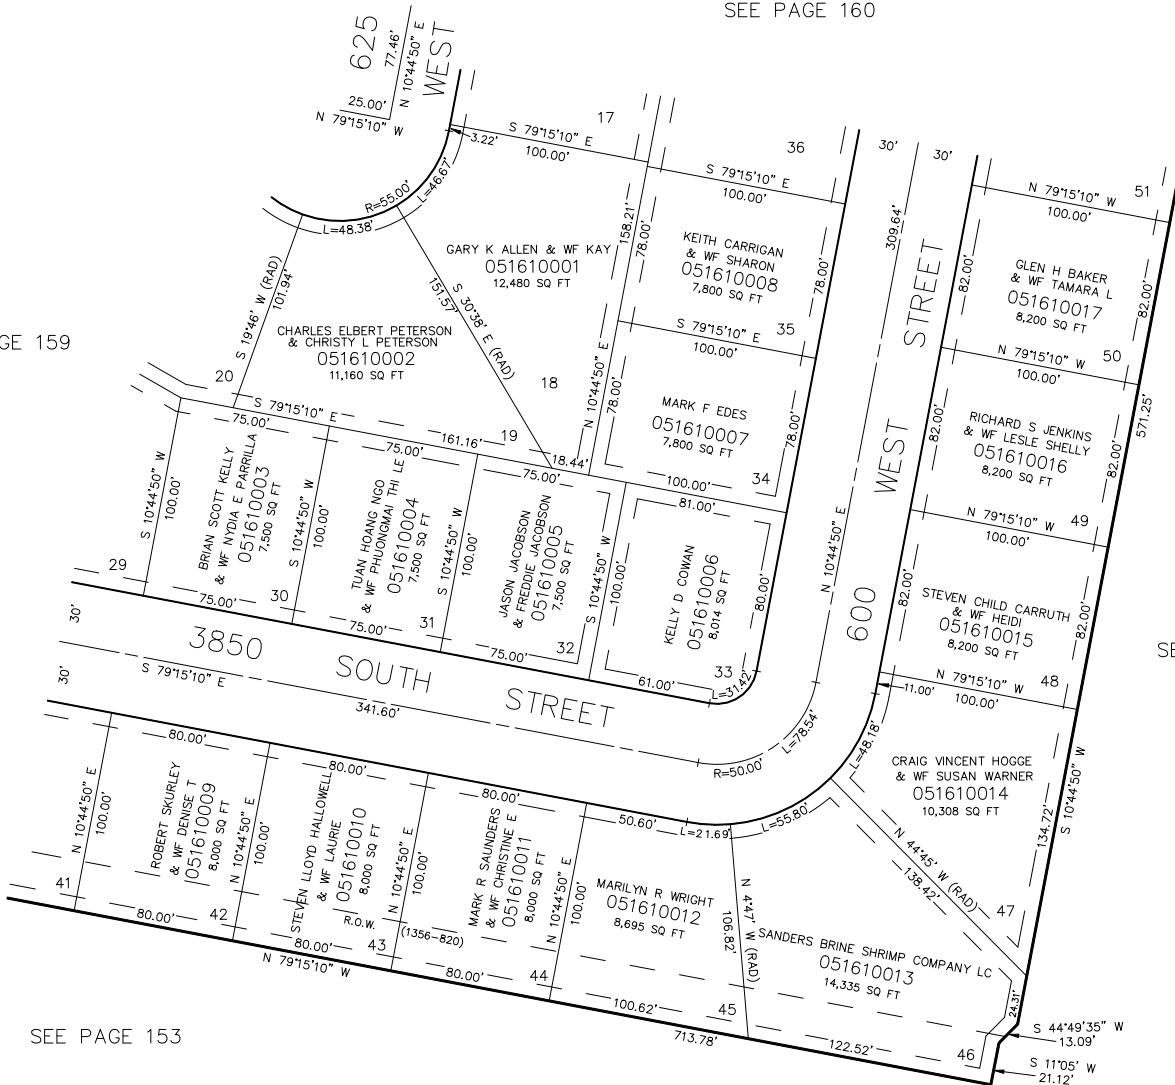 SEE PAGE 160
625
WEST
77.46'
N 10°44'50" E
25.00'
N 79°15'10" W
3.22'
S 79°15'10" E
100.00'
17
R=55.00'
L=46.67'
L=48.38'
GARY K ALLEN & WF KAY
051610001
12,480 SQ FT
158.21'
78.00'
S 30°38' E (RAD)
151.57'
18
N 10°44'50" E
78.00'
S 19°46' W (RAD)
101.94'
CHARLES ELBERT PETERSON
& CHRISTY L PETERSON
051610002
11,160 SQ FT
GE 159
20
S 79°15'10" E
161.16'
19
18.44'
36
S 79°15'10" E
100.00'
KEITH CARRIGAN
& WF SHARON
051610008
7,800 SQ FT
78.00'
35
S 79°15'10" E
100.00'
MARK F EDES
051610007
7,800 SQ FT
78.00'
34
100.00'
30'
30'
309.64'
600
WEST
STREET
N 10°44'50" E
51
N 79°15'10" W
100.00'
GLEN H BAKER
& WF TAMARA L
051610017
8,200 SQ FT
82.00'
82.00'
50
571.25'
N 79°15'10" W
100.00'
RICHARD S JENKINS
& WF LESLE SHELLY
051610016
8,200 SQ FT
82.00'
82.00'
49
N 79°15'10" W
100.00'
STEVEN CHILD CARRUTH
& WF HEIDI
051610015
8,200 SQ FT
82.00'
82.00'
48
SE
N 79°15'10" W
100.00'
11.00'
L=48.18'
CRAIG VINCENT HOGGE
& WF SUSAN WARNER
051610014
10,308 SQ FT
134.72'
S 10°44'50" W
N 44°45' W (RAD)
138.42'
47
75.00'
S 10°44'50" W
100.00'
BRIAN SCOTT KELLY
& WF NYDIA E PARRILLA
051610003
7,500 SQ FT
29
75.00'
30
75.00'
S 10°44'50" W
100.00'
TUAN HOANG NGO
& WF PHUONGMAI THI LE
051610004
7,500 SQ FT
75.00'
31
75.00'
S 10°44'50" W
100.00'
JASON JACOBSON
& FREDDIE JACOBSON
051610005
7,500 SQ FT
75.00'
32
S 10°44'50" W
100.00'
81.00'
KELLY D COWAN
051610006
8,014 SQ FT
80.00'
33
61.00'
L=31.42'
30'
30'
3850
SOUTH
STREET
S 79°15'10" E
341.60'
R=50.00'
L=78.54'
80.00'
N 10°44'50" E
100.00'
ROBERT SKURLEY
& WF DENISE T
051610009
8,000 SQ FT
41
80.00'
42
80.00'
N 10°44'50" E
100.00'
STEVEN LLOYD HALLOWELL
& WF LAURIE
051610010
8,000 SQ FT
R.O.W.
(1356-820)
80.00'
43
N 79°15'10" W
80.00'
N 10°44'50" E
100.00'
MARK R SAUNDERS
& WF CHRISTINE E
051610011
8,000 SQ FT
80.00'
44
N 10°44'50" E
100.00'
50.60'
L=21.69'
MARILYN R WRIGHT
051610012
8,695 SQ FT
N 4°47' W (RAD)
106.82'
100.62'
45
713.78'
L=55.80'
SANDERS BRINE SHRIMP COMPANY LC
051610013
14,335 SQ FT
122.52'
46
24.31'
S 44°49'35" W
13.09'
S 11°05' W
21.12'
SEE PAGE 153